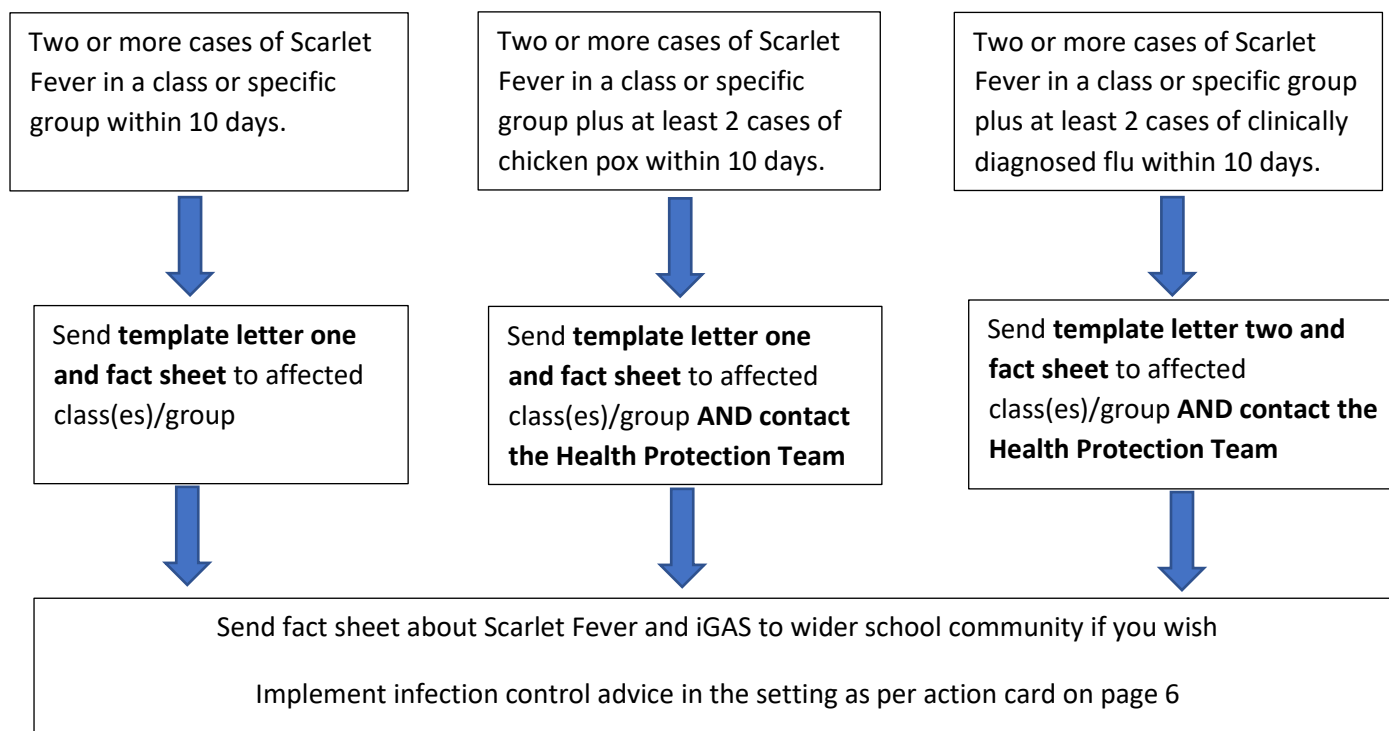 Two or more cases of Scarlet
Fever in a class or specific
group within 10 days.
Two or more cases of Scarlet
Fever in a class or specific
group plus at least 2 cases of
chicken pox within 10 days.
Two or more cases of Scarlet
Fever in a class or specific group
plus at least 2 cases of clinically
diagnosed flu within 10 days.
Send template letter one
and fact sheet to affected
class(es)/group
Send template letter one
and fact sheet to affected
class(es)/group AND contact
the Health Protection Team
Send template letter two and
fact sheet to affected
class(es)/group AND contact the
Health Protection Team
Send fact sheet about Scarlet Fever and iGAS to wider school community if you wish
Implement infection control advice in the setting as per action card on page 6